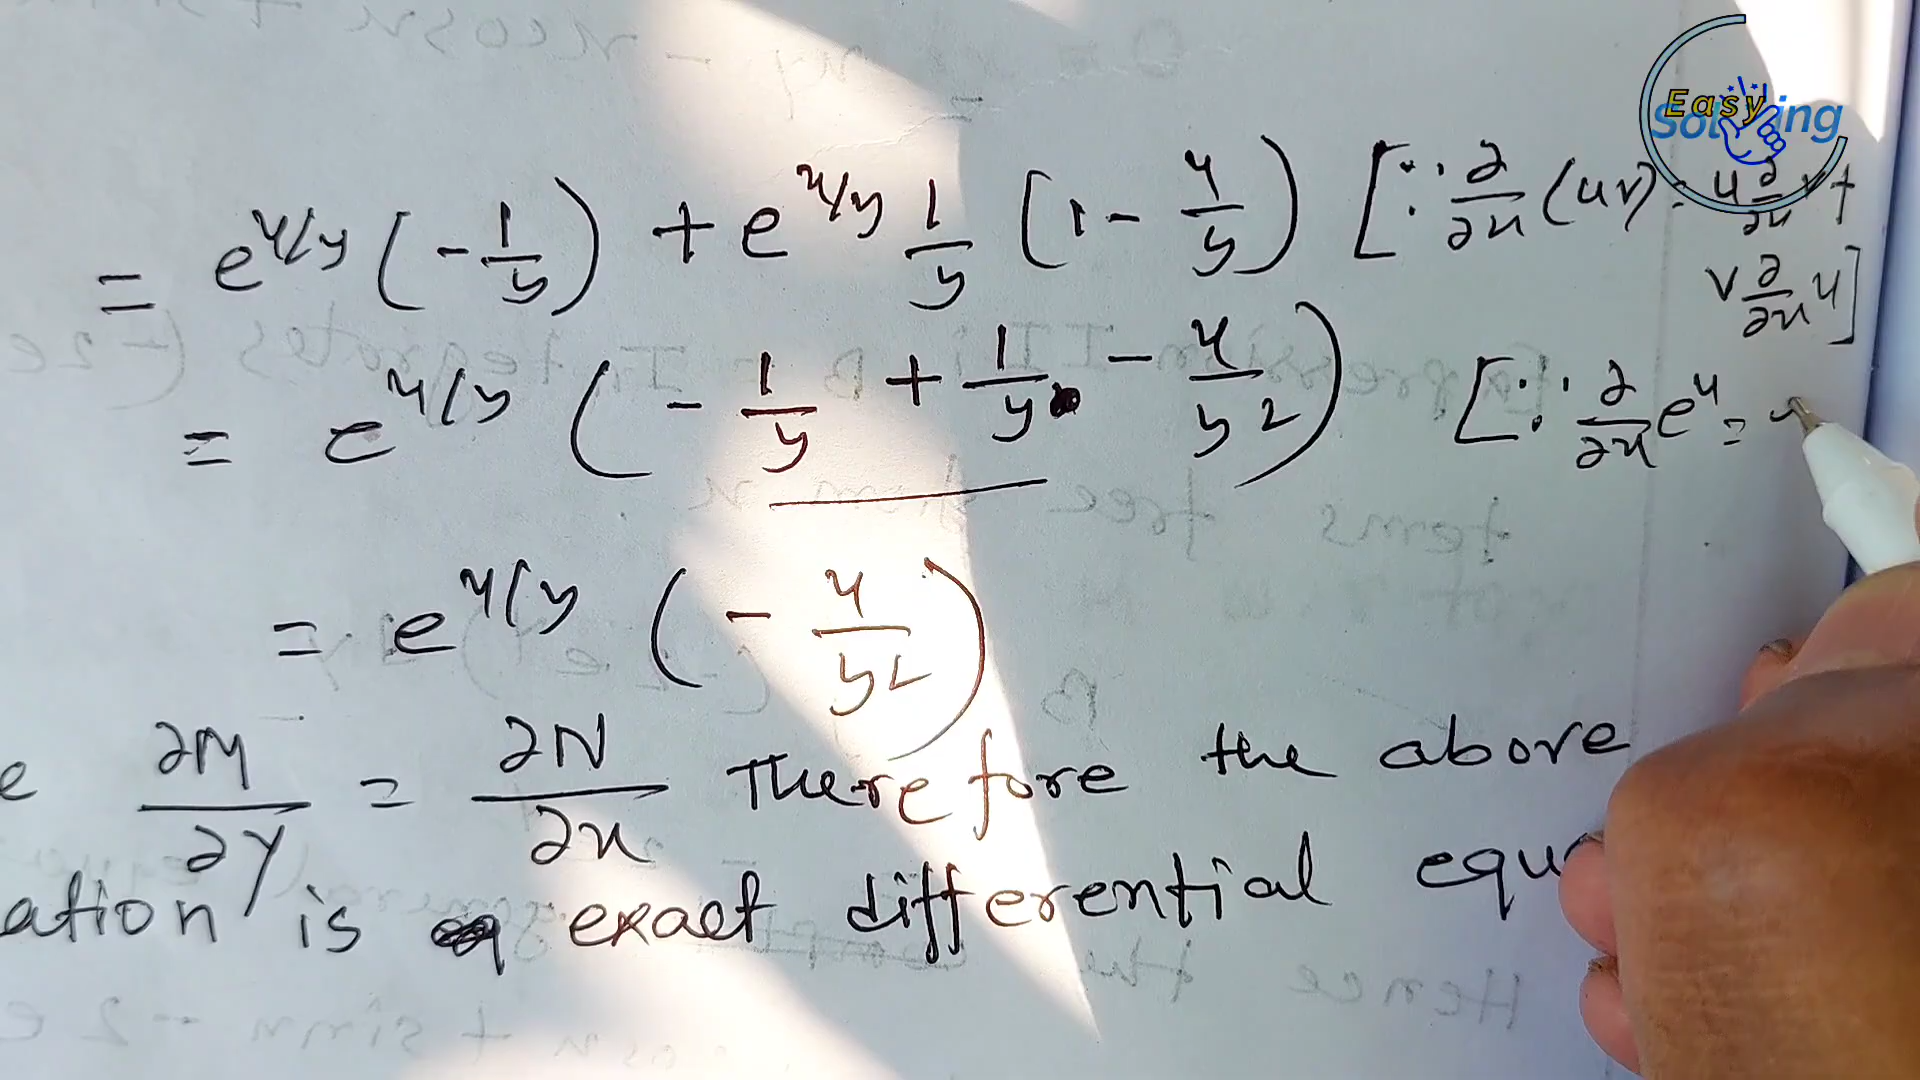 Easy Solving
= e^{x/y} (-1/y) + e^{x/y} 1/y (1 - x/y) [∵ ∂/∂x (uv) = u ∂/∂x v +
v ∂/∂x u]
= e^{x/y} (-1/y + 1/y - x/y²) [∵ ∂/∂x e^x =
= e^{x/y} (-x/y²)
e ∂M/∂y = ∂N/∂x Therefore the above
ation is exact differential equ